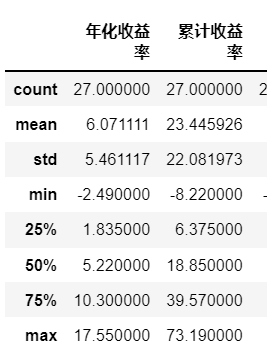 年化收益 累计收益
率 率
count 27.000000 27.000000 2
mean 6.071111 23.445926
std 5.461117 22.081973
min -2.490000 -8.220000 -
25% 1.835000 6.375000
50% 5.220000 18.850000
75% 10.300000 39.570000
max 17.550000 73.190000